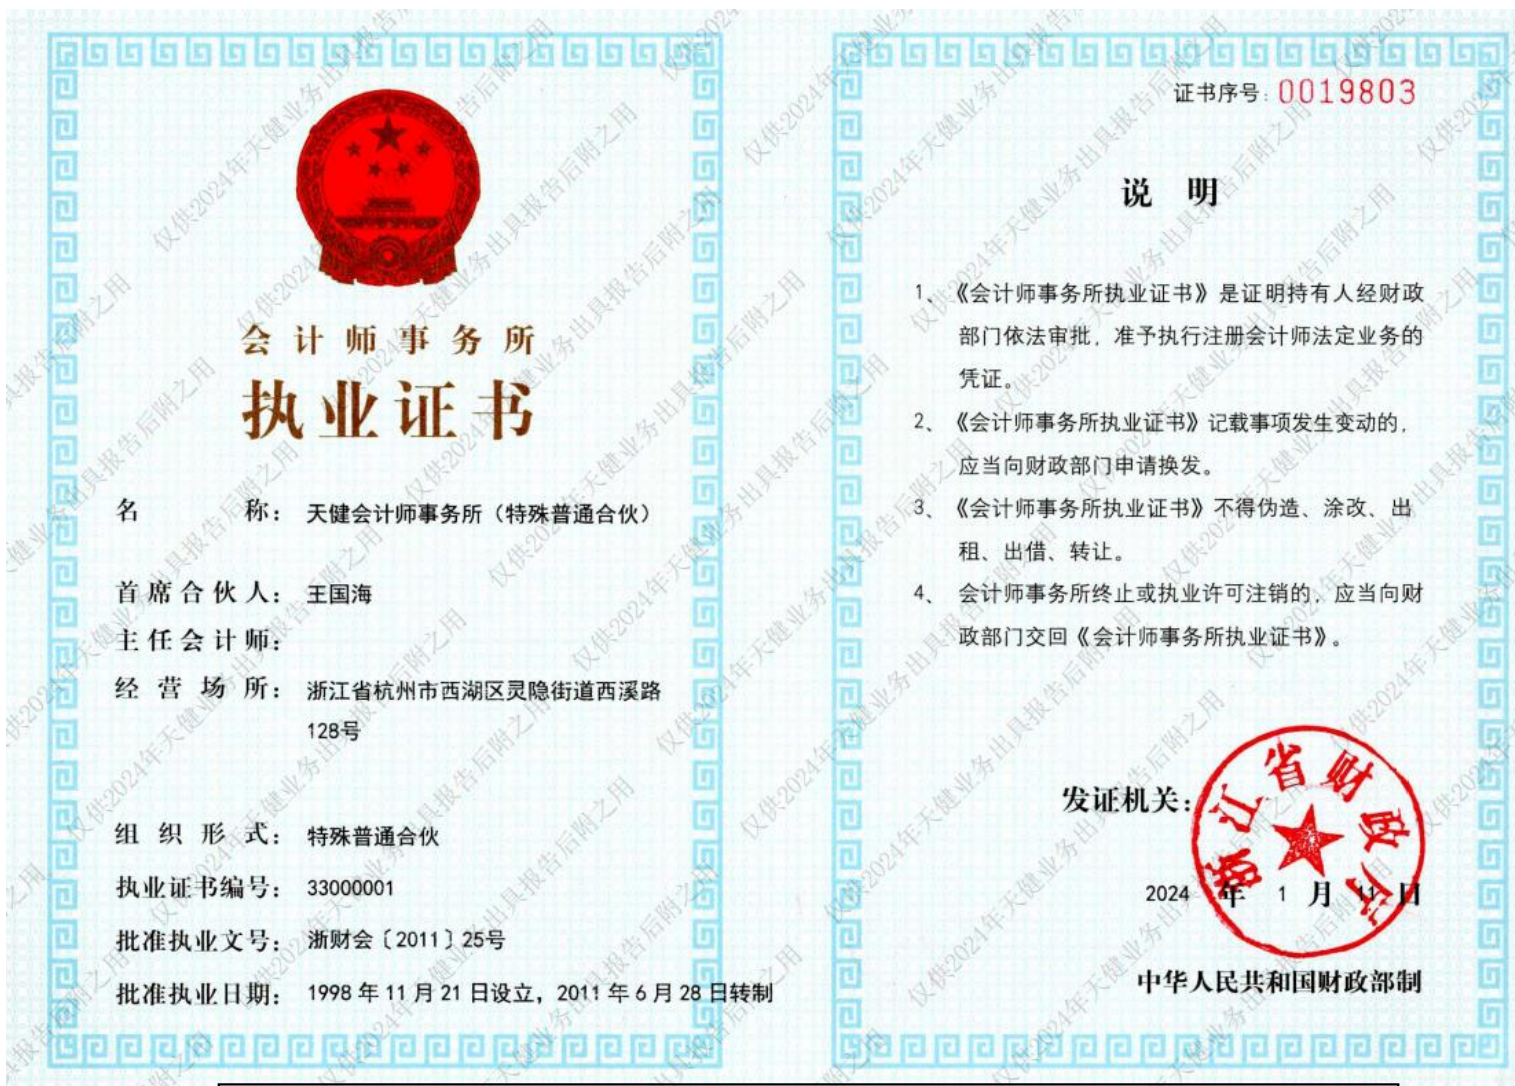 会计师事务所
执业证书
名 称： 天健会计师事务所（特殊普通合伙）
首席合伙人： 王国海
主任会计师：
经营场所： 浙江省杭州市西湖区灵隐街道西溪路
128号
组织形式： 特殊普通合伙
执业证书编号： 33000001
批准执业文号： 浙财会〔2011〕25号
批准执业日期： 1998年11月21日设立，2011年6月28日转制
证书序号：0019803
说 明
1、《会计师事务所执业证书》是证明持有人经财政
部门依法审批，准予执行注册会计师法定业务的
凭证。
2、《会计师事务所执业证书》记载事项发生变动的，
应当向财政部门申请换发。
3、《会计师事务所执业证书》不得伪造、涂改、出
租、出借、转让。
4、 会计师事务所终止或执业许可注销的，应当向财
政部门交回《会计师事务所执业证书》。
发证机关：
浙江省财政厅
2024 年 1 月 11 日
中华人民共和国财政部制
仅供2024年天健业务出具报告后附之用